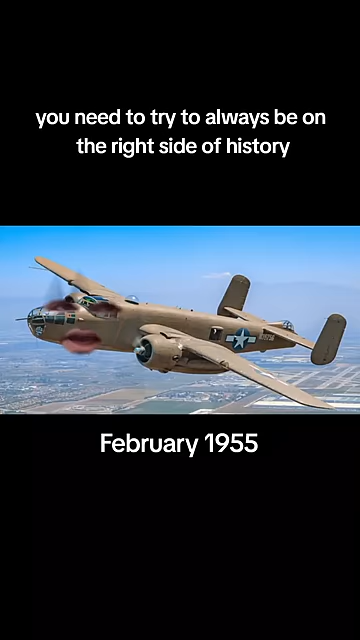 you need to try to always be on
the right side of history
February 1955